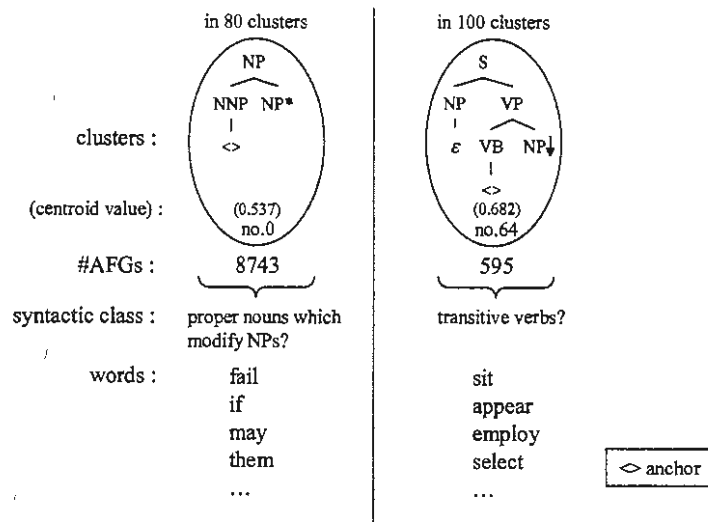 in 80 clusters
in 100 clusters
NP
NNP NP*
<>
S
NP VP
ε VB NP↓
<>
clusters :
(centroid value) :
(0.537)
no.0
(0.682)
no.64
#AFGs :
8743
595
syntactic class :
proper nouns which
modify NPs?
transitive verbs?
words :
fail
if
may
them
...
sit
appear
employ
select
...
<> anchor